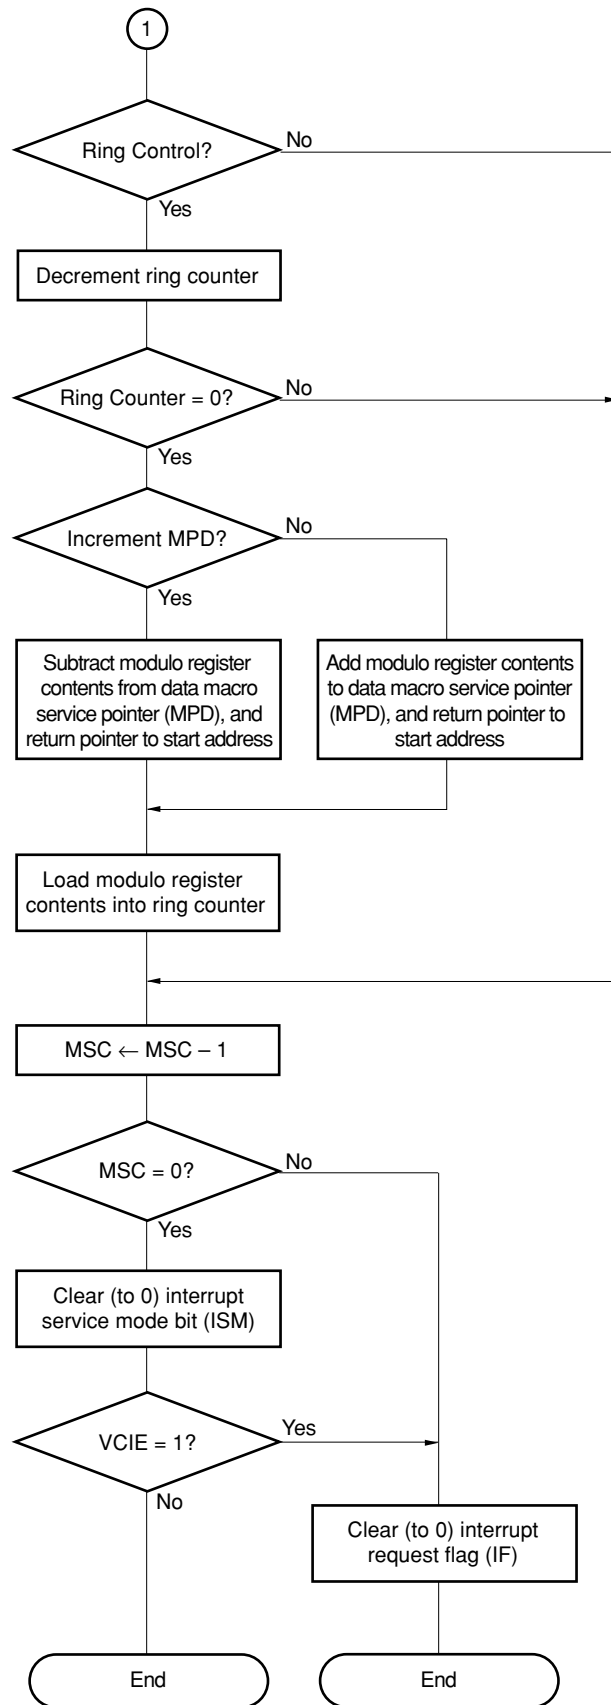 1
Ring Control?
No
Yes
Decrement ring counter
Ring Counter = 0?
No
Yes
Increment MPD?
No
Yes
Subtract modulo register
contents from data macro
service pointer (MPD), and
return pointer to start address
Add modulo register contents
to data macro service pointer
(MPD), and return pointer to
start address
Load modulo register
contents into ring counter
MSC ← MSC – 1
MSC = 0?
No
Yes
Clear (to 0) interrupt
service mode bit (ISM)
VCIE = 1?
Yes
No
Clear (to 0) interrupt
request flag (IF)
End
End